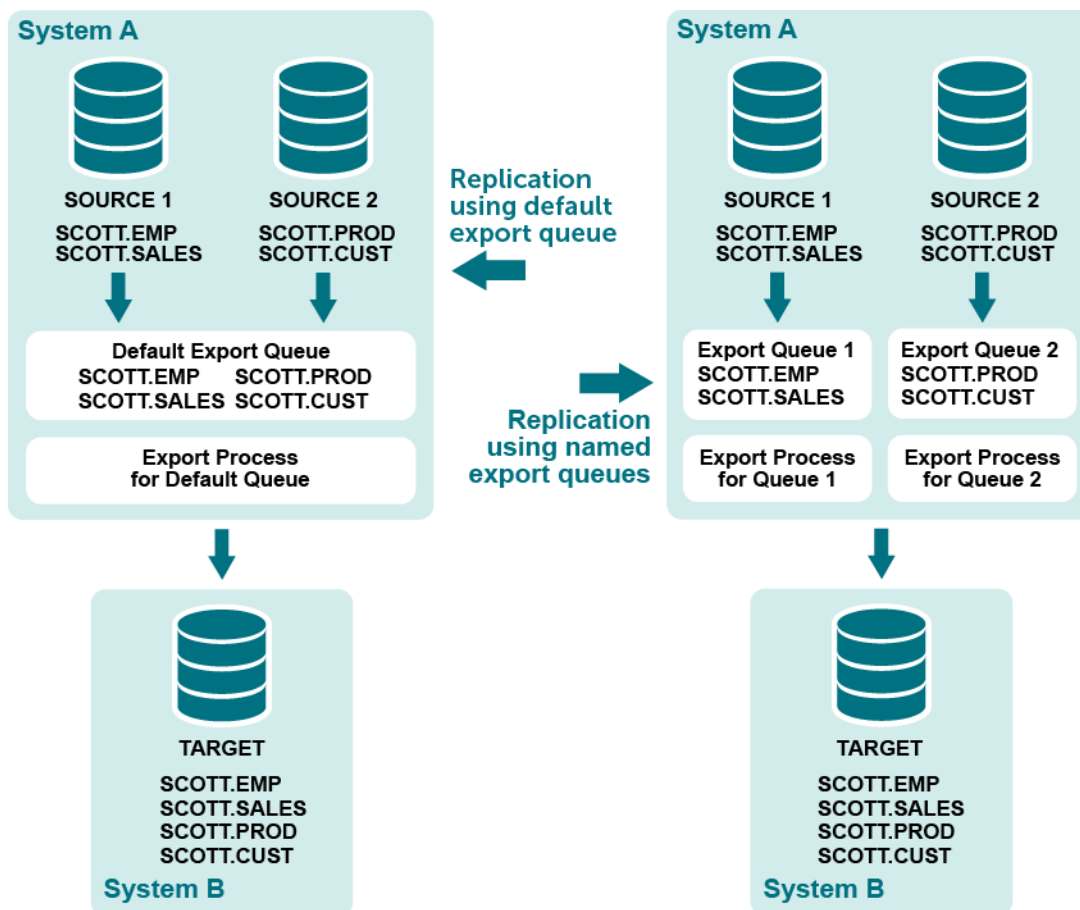 System A
SOURCE 1
SCOTT.EMP
SCOTT.SALES
SOURCE 2
SCOTT.PROD
SCOTT.CUST
Default Export Queue
SCOTT.EMP SCOTT.PROD
SCOTT.SALES SCOTT.CUST
Export Process
for Default Queue
TARGET
SCOTT.EMP
SCOTT.SALES
SCOTT.PROD
SCOTT.CUST
System B
Replication
using default
export queue
Replication
using named
export queues
System A
SOURCE 1
SCOTT.EMP
SCOTT.SALES
SOURCE 2
SCOTT.PROD
SCOTT.CUST
Export Queue 1
SCOTT.EMP
SCOTT.SALES
Export Queue 2
SCOTT.PROD
SCOTT.CUST
Export Process
for Queue 1
Export Process
for Queue 2
TARGET
SCOTT.EMP
SCOTT.SALES
SCOTT.PROD
SCOTT.CUST
System B